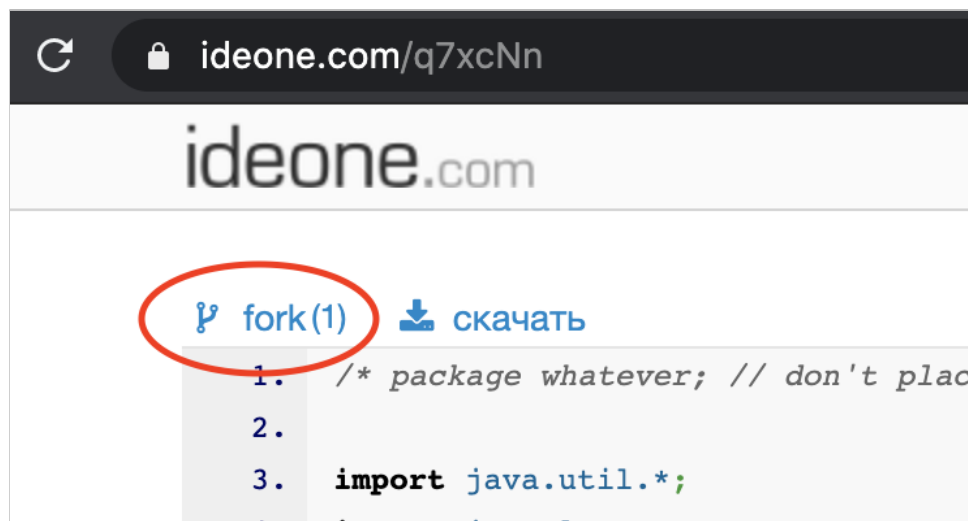 ideone.com/q7xcNn
ideone.com
fork (1) скачать
1. /* package whatever; // don't plac
2.
3. import java.util.*;